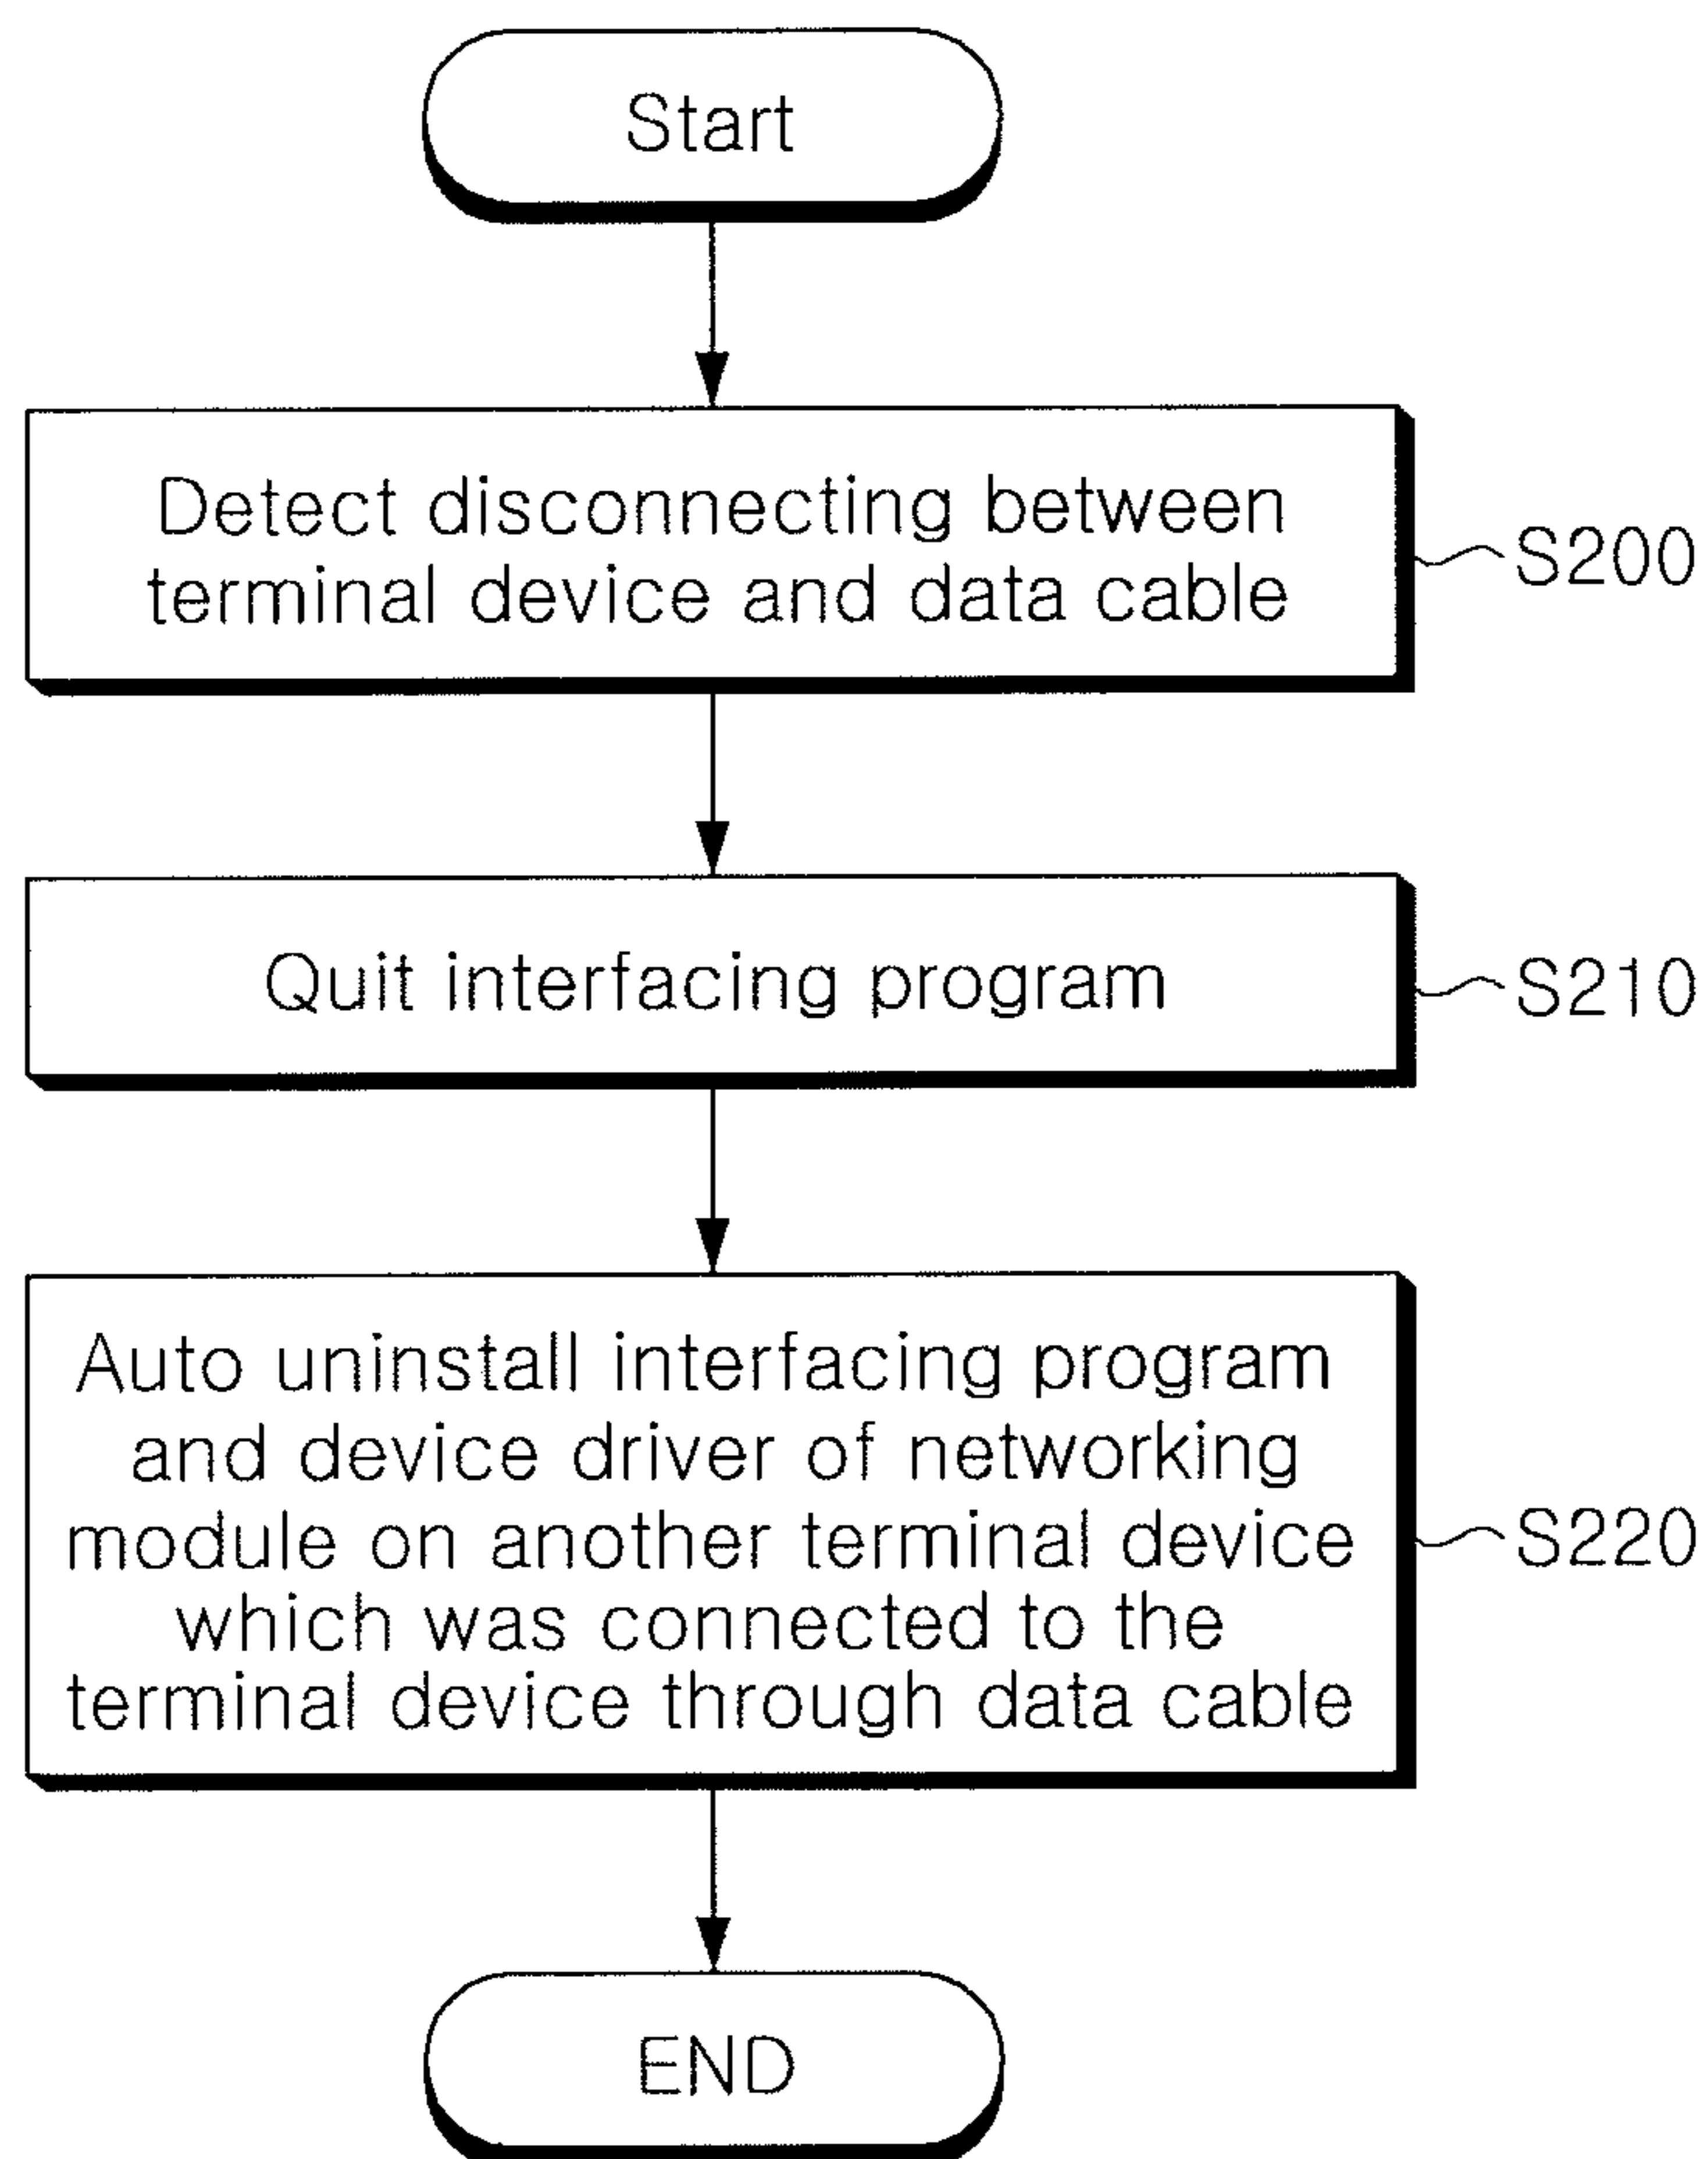 Start
Detect disconnecting between
terminal device and data cable
S200
Quit interfacing program
S210
Auto uninstall interfacing program
and device driver of networking
module on another terminal device
which was connected to the
terminal device through data cable
S220
END